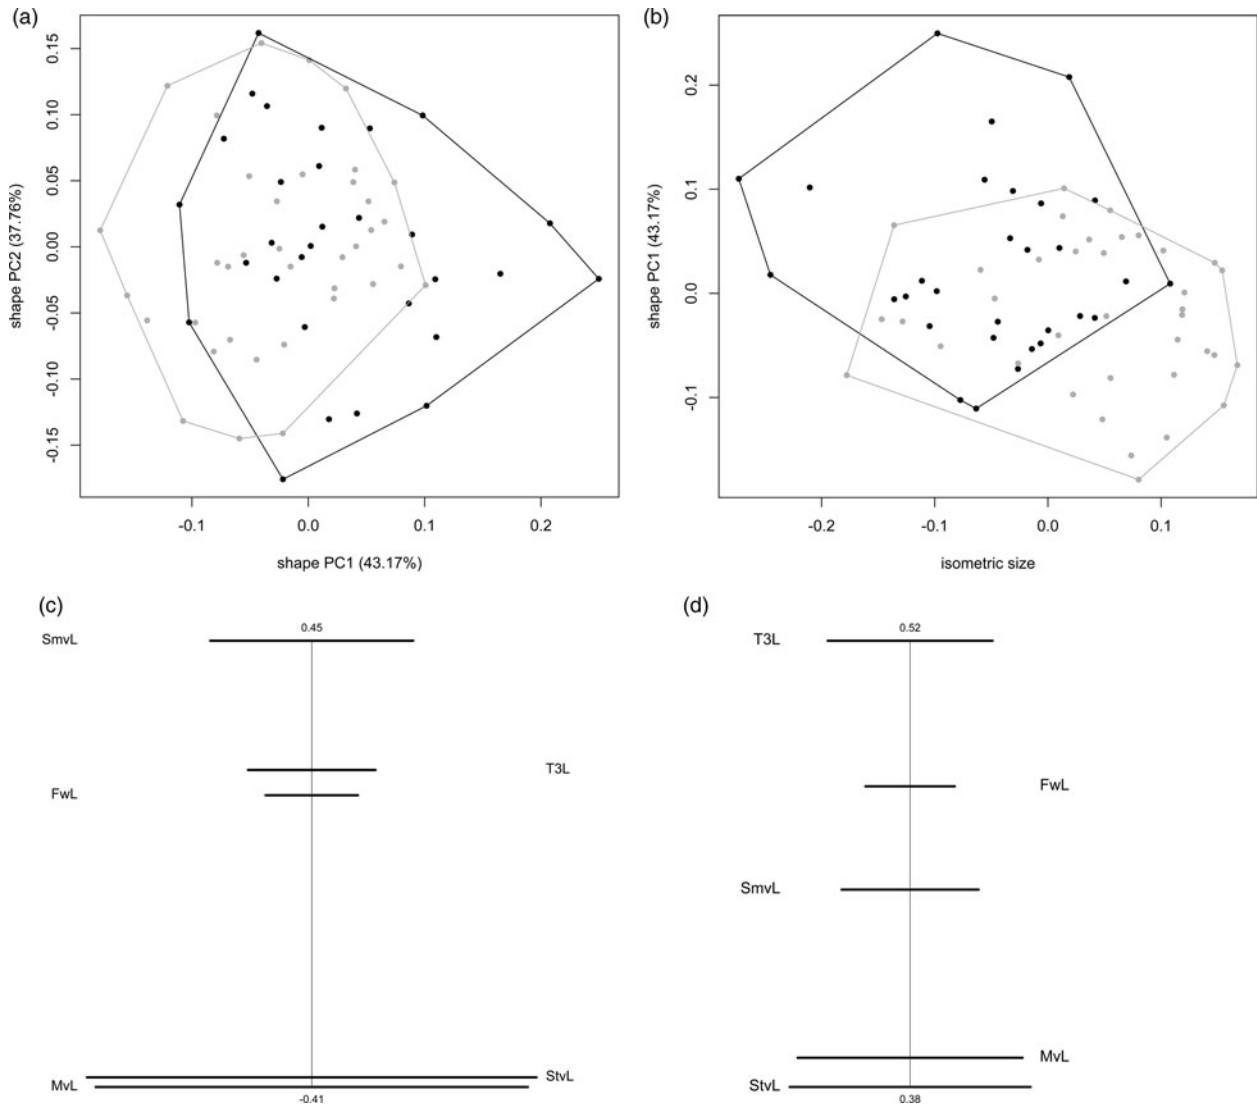 (a)
0.15
0.10
0.05
0.00
-0.05
-0.10
-0.15
shape PC2 (37.76%)
-0.1
0.0
0.1
0.2
shape PC1 (43.17%)
(b)
0.2
0.1
0.0
-0.1
shape PC1 (43.17%)
-0.2
-0.1
0.0
0.1
isometric size
(c)
0.45
SmvL
T3L
FwL
StvL
MvL
-0.41
(d)
0.52
T3L
FwL
SmvL
MvL
StvL
0.38